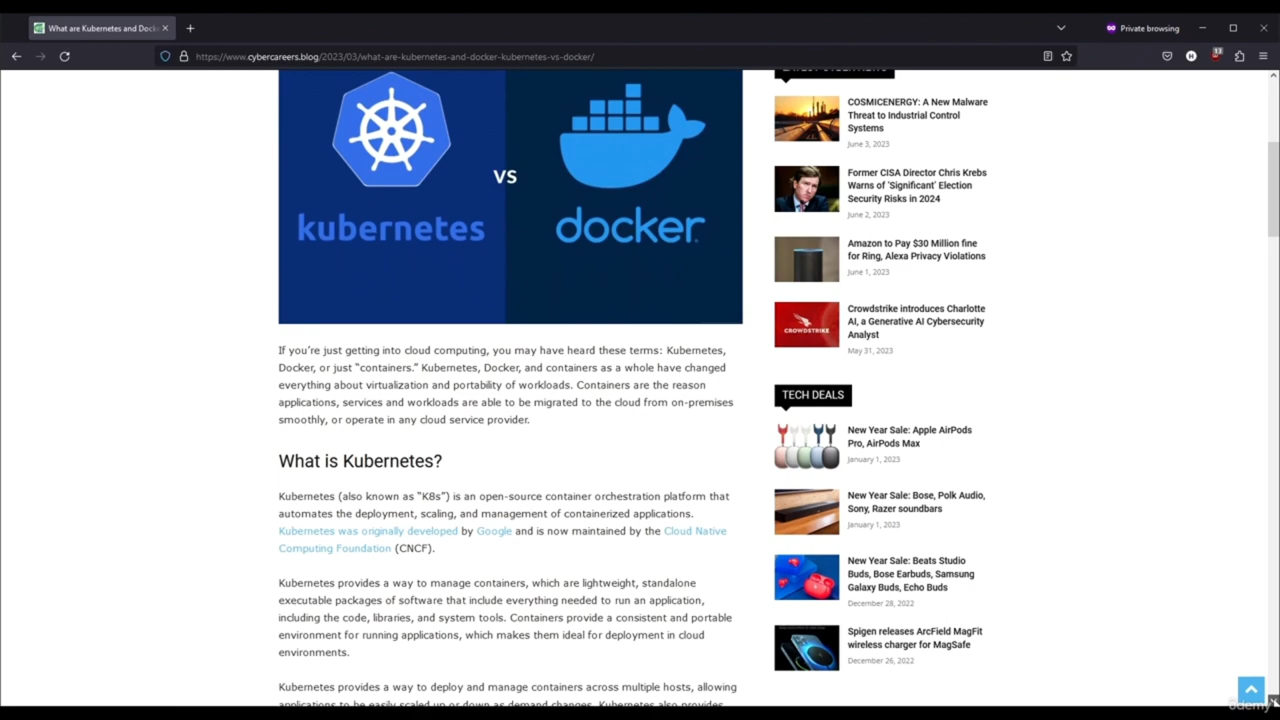 What are Kubernetes and Dock
Private browsing
https://www.cybercareers.blog/2023/03/what-are-kubernetes-and-docker-kubernetes-vs-docker/
13
kubernetes
vs
docker
If you're just getting into cloud computing, you may have heard these terms: Kubernetes,
Docker, or just “containers.” Kubernetes, Docker, and containers as a whole have changed
everything about virtualization and portability of workloads. Containers are the reason
applications, services and workloads are able to be migrated to the cloud from on-premises
smoothly, or operate in any cloud service provider.
What is Kubernetes?
Kubernetes (also known as “K8s”) is an open-source container orchestration platform that
automates the deployment, scaling, and management of containerized applications.
Kubernetes was originally developed by Google and is now maintained by the Cloud Native
Computing Foundation (CNCF).
Kubernetes provides a way to manage containers, which are lightweight, standalone
executable packages of software that include everything needed to run an application,
including the code, libraries, and system tools. Containers provide a consistent and portable
environment for running applications, which makes them ideal for deployment in cloud
environments.
Kubernetes provides a way to deploy and manage containers across multiple hosts, allowing
applications to be easily scaled up or down as demand changes. Kubernetes also provides
COSMICENERGY: A New Malware
Threat to Industrial Control
Systems
June 3, 2023
Former CISA Director Chris Krebs
Warns of ‘Significant’ Election
Security Risks in 2024
June 2, 2023
Amazon to Pay $30 Million fine
for Ring, Alexa Privacy Violations
June 1, 2023
CROWDSTRIKE
Crowdstrike introduces Charlotte
AI, a Generative AI Cybersecurity
Analyst
May 31, 2023
TECH DEALS
New Year Sale: Apple AirPods
Pro, AirPods Max
January 1, 2023
New Year Sale: Bose, Polk Audio,
Sony, Razer soundbars
January 1, 2023
New Year Sale: Beats Studio
Buds, Bose Earbuds, Samsung
Galaxy Buds, Echo Buds
December 28, 2022
Spigen releases ArcField MagFit
wireless charger for MagSafe
December 26, 2022
udemy